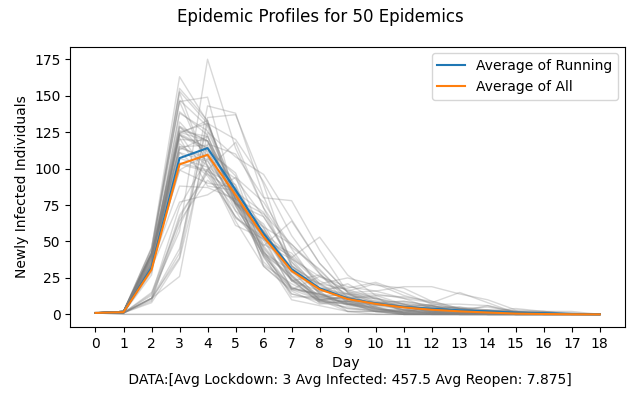 Epidemic Profiles for 50 Epidemics
Average of Running
Average of All
Newly Infected Individuals
175
150
125
100
75
50
25
0
0 1 2 3 4 5 6 7 8 9 10 11 12 13 14 15 16 17 18
Day
DATA:[Avg Lockdown: 3 Avg Infected: 457.5 Avg Reopen: 7.875]